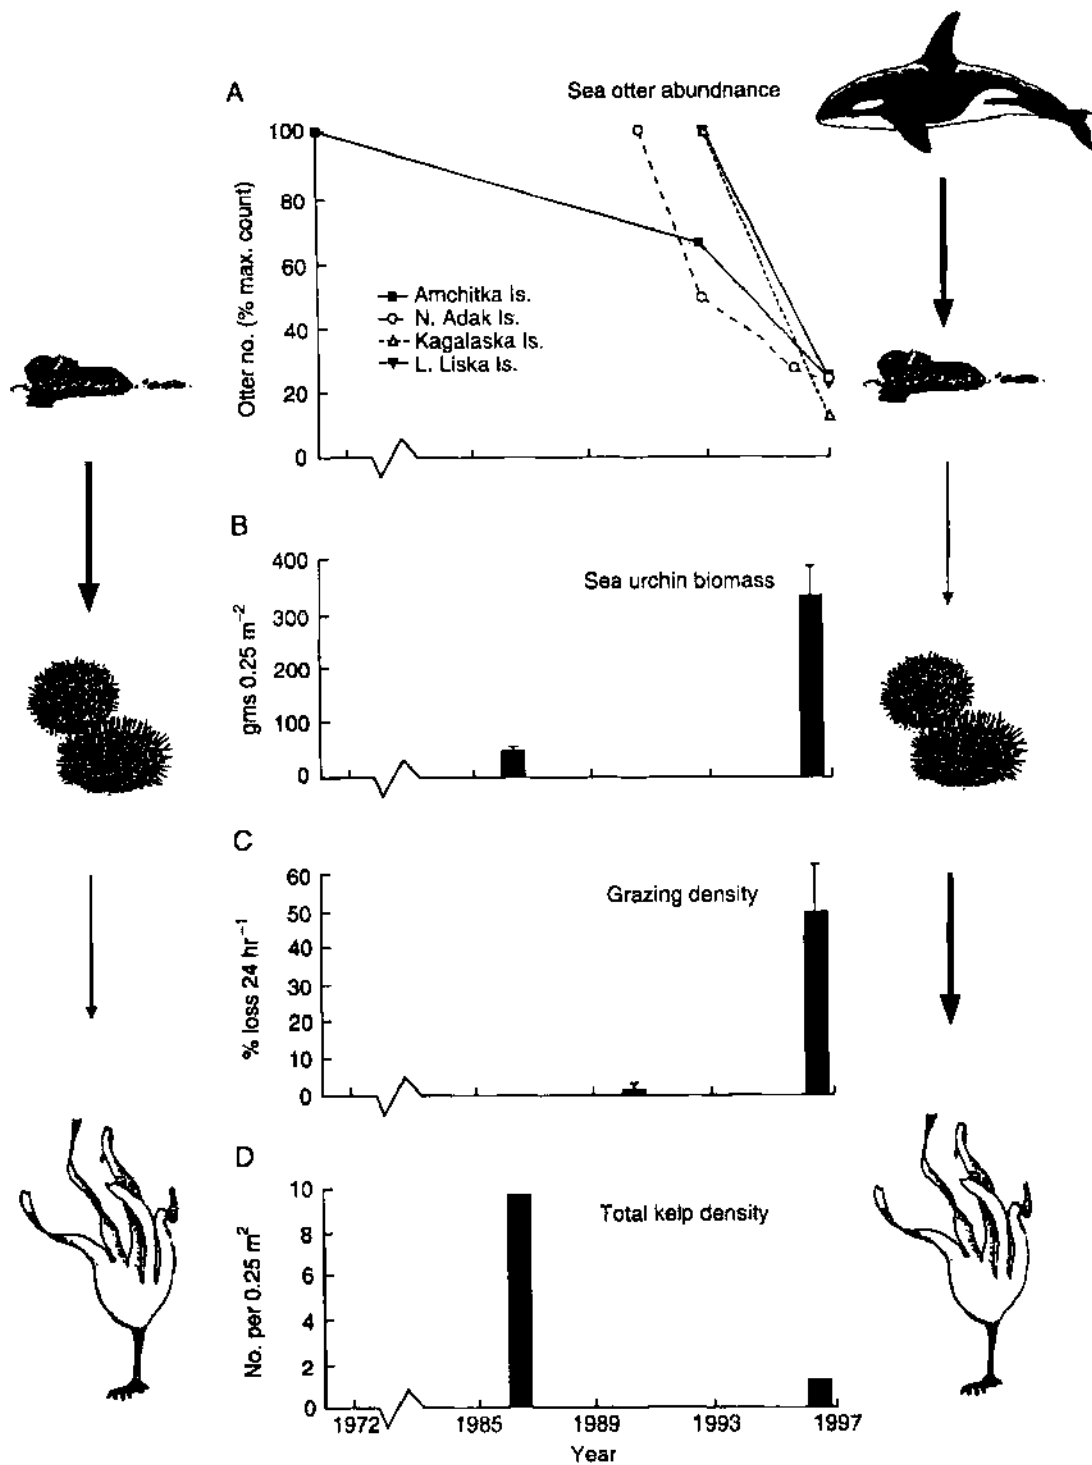 A
Sea otter abundnance
Otter no. (% max. count)
100
80
60
40
20
0
Amchitka Is.
N. Adak Is.
Kagalaska Is.
L. Liska Is.
B
Sea urchin biomass
gms 0.25 m⁻²
400
300
200
100
0
C
Grazing density
% loss 24 hr⁻¹
60
50
40
30
20
10
0
D
Total kelp density
No. per 0.25 m²
10
8
6
4
2
0
1972 1985 1989 1993 1997
Year